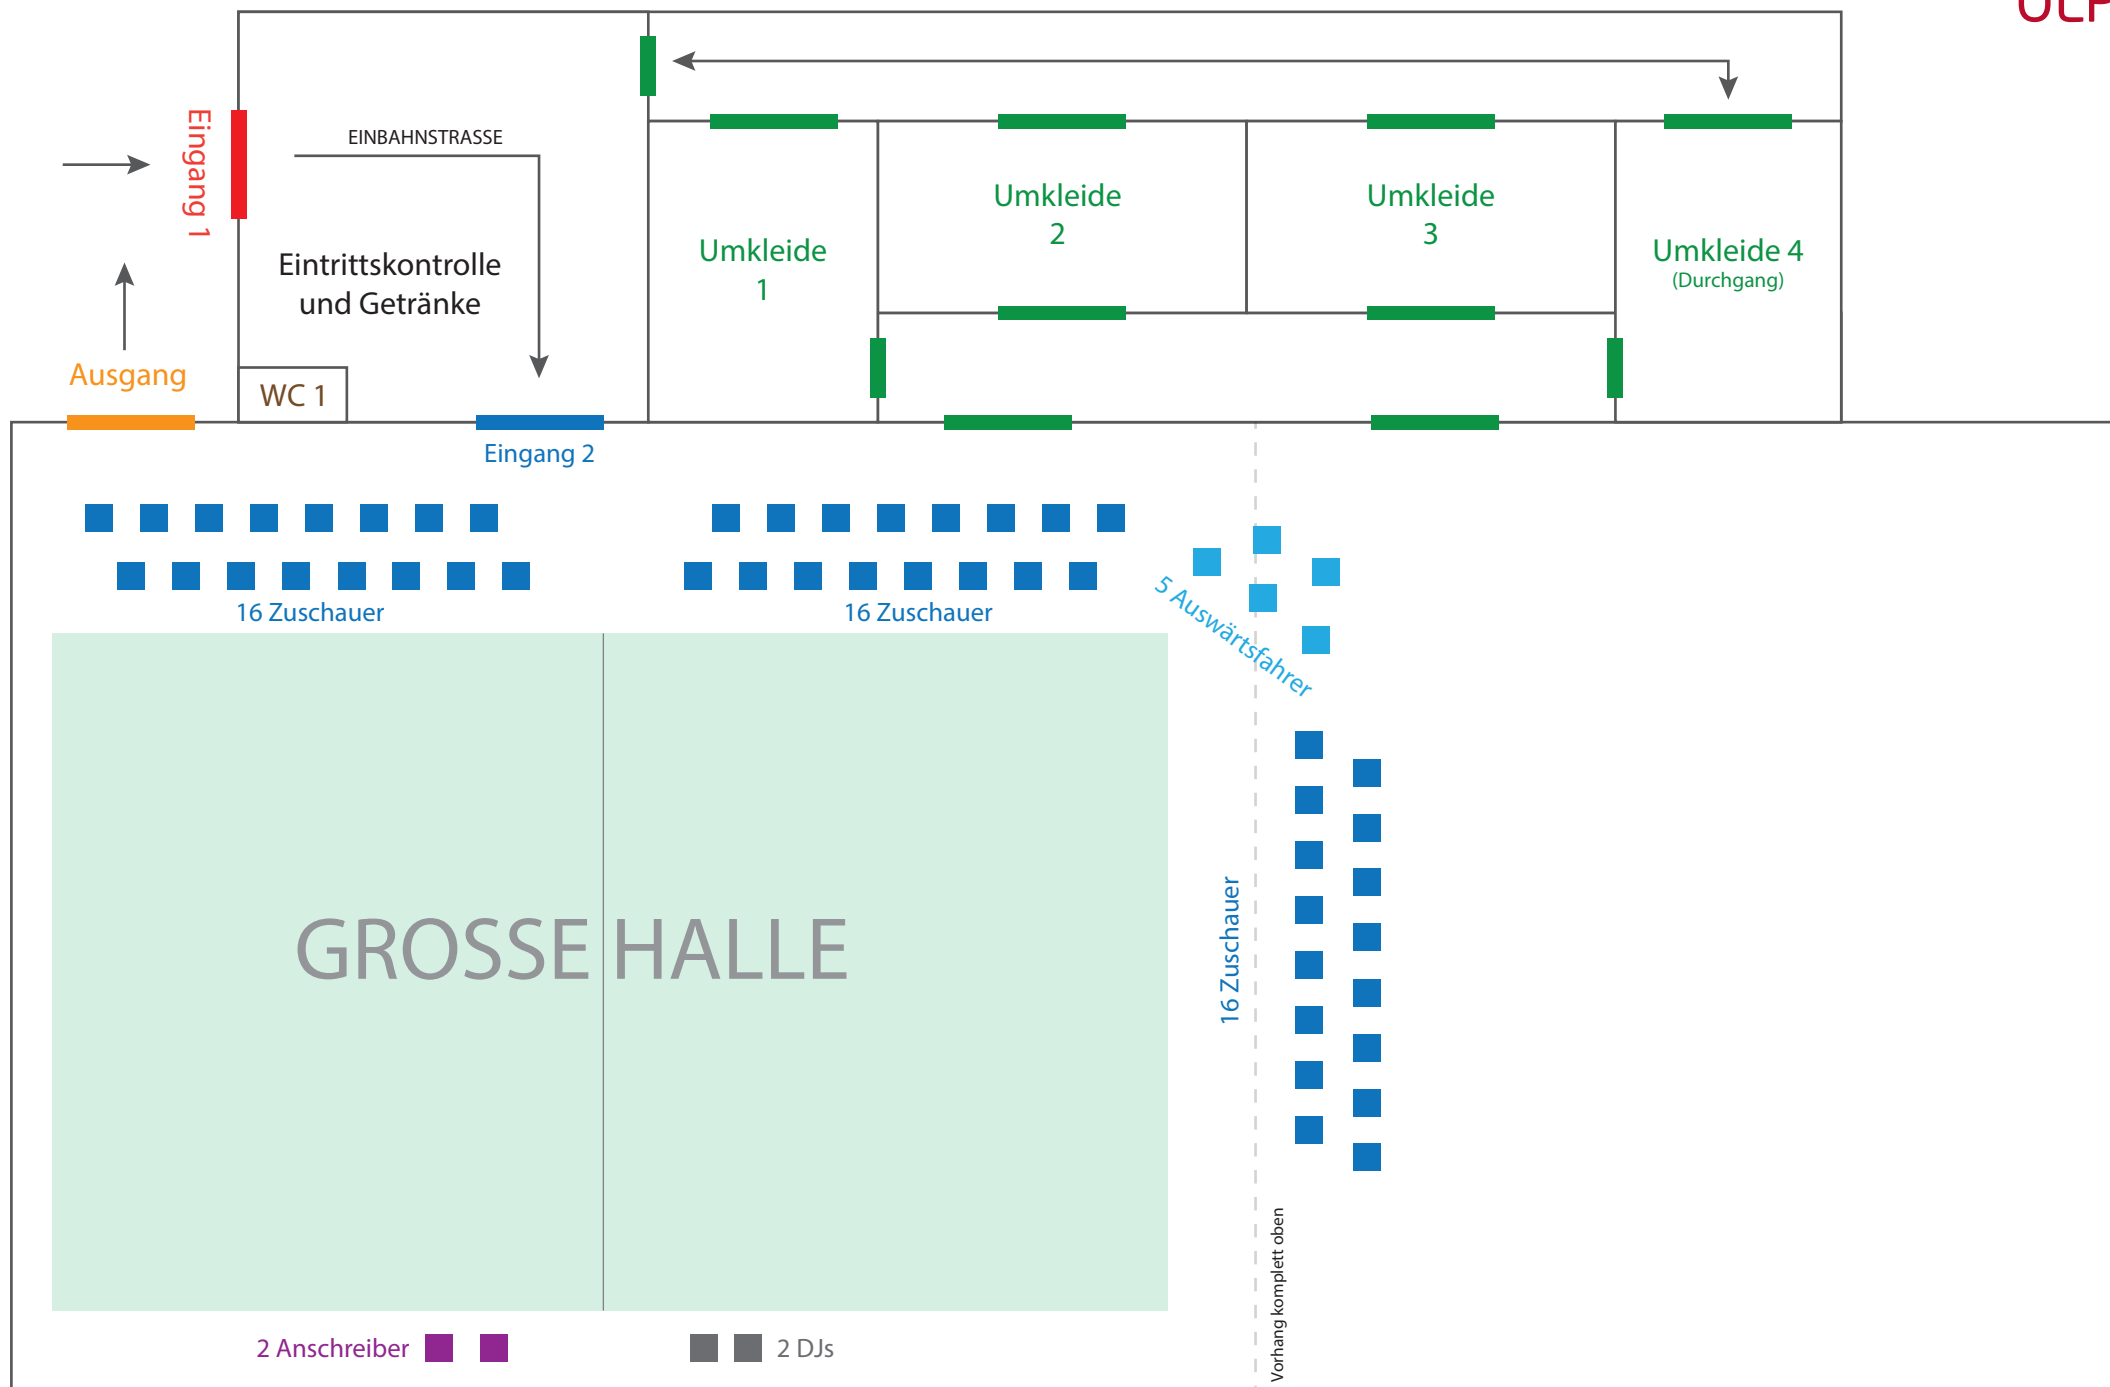 Eingang 1
EINBAHNSTRASSE
Eintrittskontrolle
und Getränke
Umkleide
1
Umkleide
2
Umkleide
3
Umkleide 4
(Durchgang)
Ausgang
WC 1
Eingang 2
16 Zuschauer
16 Zuschauer
5 Auswärtsfahrer
16 Zuschauer
GROSSE HALLE
Vorhang komplett oben
2 Anschreiber
2 DJs